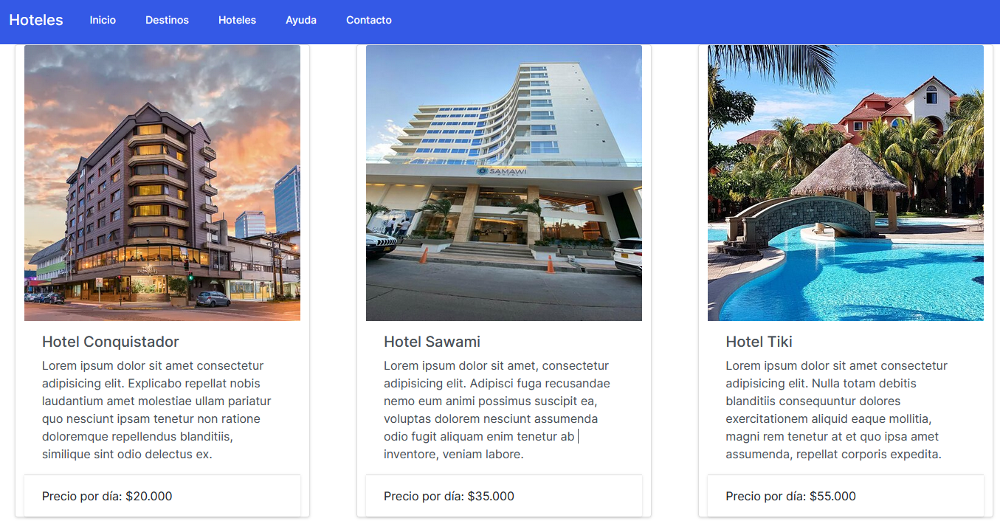 Hoteles Inicio Destinos Hoteles Ayuda Contacto
SAMAWI
Hotel Conquistador
Lorem ipsum dolor sit amet consectetur
adipisicing elit. Explicabo repellat nobis
laudantium amet molestiae ullam pariatur
quo nesciunt ipsam tenetur non ratione
doloremque repellendus blanditiis,
similique sint odio delectus ex.
Precio por día: $20.000
Hotel Sawami
Lorem ipsum dolor sit amet, consectetur
adipisicing elit. Adipisci fuga recusandae
nemo eum animi possimus suscipit ea,
voluptas dolorem nesciunt assumenda
odio fugit aliquam enim tenetur ab
inventore, veniam labore.
Precio por día: $35.000
Hotel Tiki
Lorem ipsum dolor sit amet consectetur
adipisicing elit. Nulla totam debitis
blanditiis consequuntur dolores
exercitationem aliquid eaque mollitia,
magni rem tenetur at et quo ipsa amet
assumenda, repellat corporis expedita.
Precio por día: $55.000